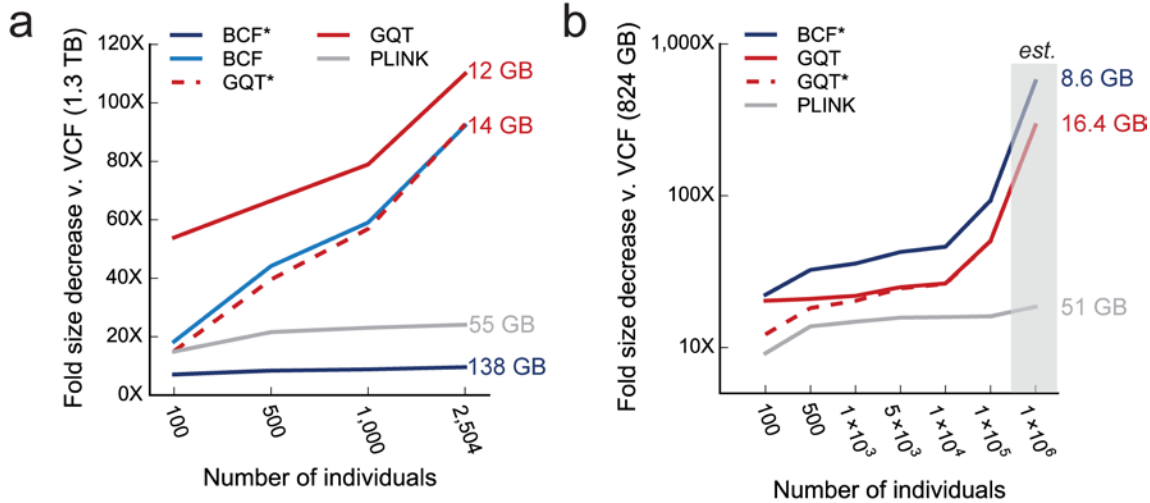 a
BCF*
BCF
GQT*
GQT
PLINK
Fold size decrease v. VCF (1.3 TB)
120X
100X
80X
60X
40X
20X
0X
12 GB
14 GB
55 GB
138 GB
100
500
1,000
2,504
Number of individuals
b
BCF*
GQT
GQT*
PLINK
Fold size decrease v. VCF (824 GB)
1,000X
100X
10X
est.
8.6 GB
16.4 GB
51 GB
100
500
1×10³
5×10³
1×10⁴
1×10⁵
1×10⁶
Number of individuals